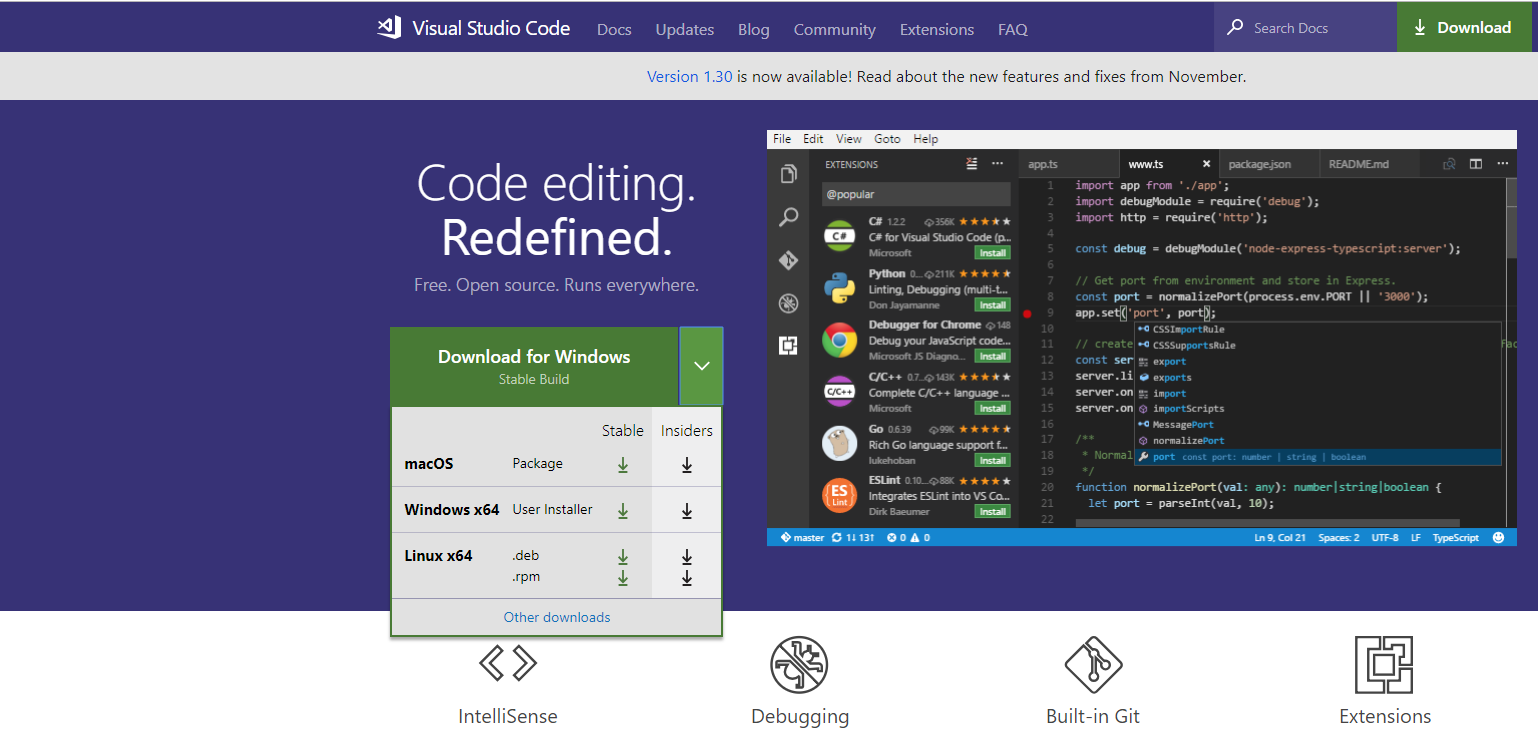 Visual Studio Code Docs Updates Blog Community Extensions FAQ Search Docs Download
Version 1.30 is now available! Read about the new features and fixes from November.
Code editing.
Redefined.
Free. Open source. Runs everywhere.
Download for Windows
Stable Build
Stable Insiders
macOS Package
Windows x64 User Installer
Linux x64 .deb
.rpm
Other downloads
File Edit View Goto Help
EXTENSIONS
@popular
C# 1.2.2 356K
C#
C# for Visual Studio Code (p...
Microsoft Install
Python 0... 211K
Linting, Debugging (multi-t...
Don Jayamanne Install
Debugger for Chrome 148
Debug your JavaScript code...
Microsoft JS Diagno... Install
C/C++ 0.7... 143K
C/C++
Complete C/C++ language ...
Microsoft Install
Go 0.6.39 99K
Rich Go language support f...
lukehoban Install
ESLint 0.10... 88K
ES
Lint
Integrates ESLint into VS Co...
Dirk Baeumer Install
app.ts www.ts package.json README.md
1 import app from './app';
2 import debugModule = require('debug');
3 import http = require('http');
4
5 const debug = debugModule('node-express-typescript:server');
6
7 // Get port from environment and store in Express.
8 const port = normalizePort(process.env.PORT || '3000');
9 app.set('port', port);
10
11 // create
12 const ser
13 server.li
14 server.on
15 server.on
16
17 /**
18 * Normal
19 */
20 function normalizePort(val: any): number|string|boolean {
21 let port = parseInt(val, 10);
22
CSSImportRule
CSSSupportsRule
export
exports
import
importScripts
MessagePort
normalizePort
port const port: number | string | boolean
master 1↓ 13↑ 0 0 Ln 9, Col 21 Spaces: 2 UTF-8 LF TypeScript
IntelliSense
Debugging
Built-in Git
Extensions